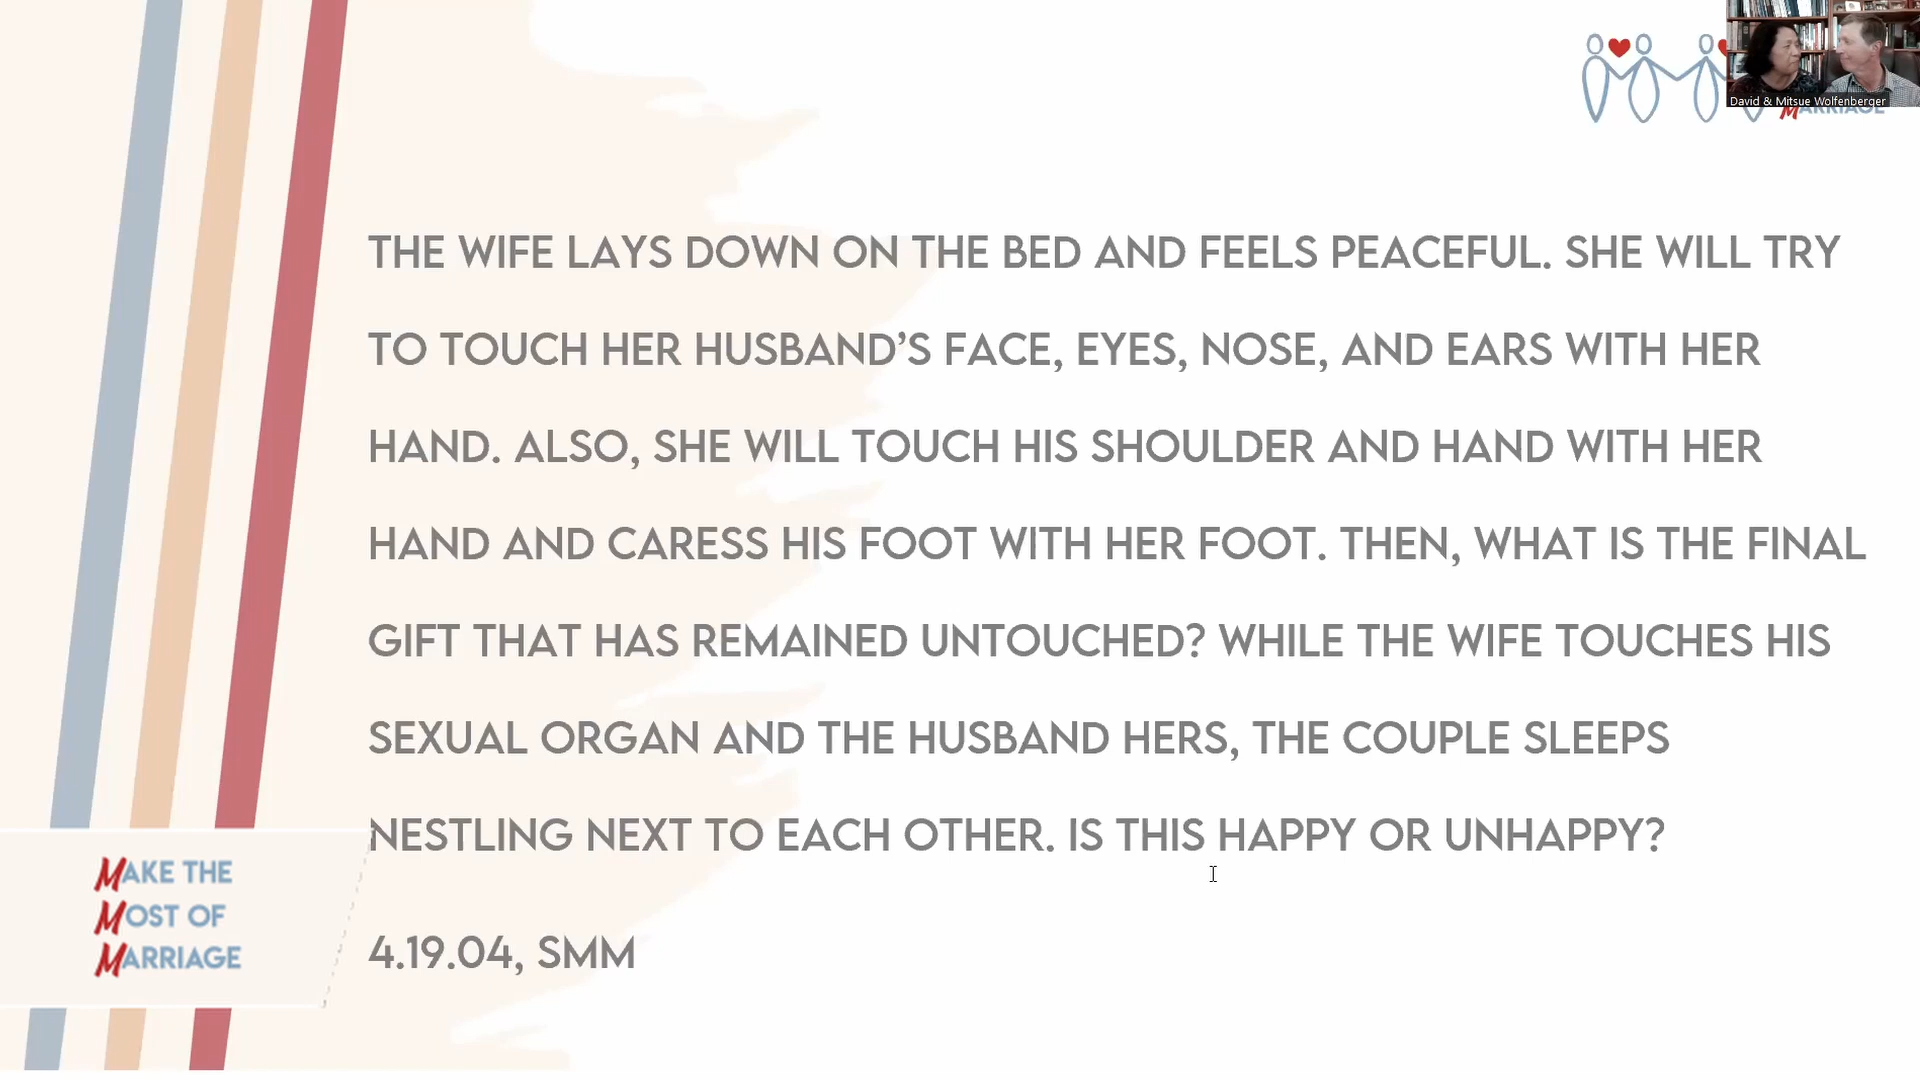 David & Mitsue Wolfenberger
MARRIAGE
THE WIFE LAYS DOWN ON THE BED AND FEELS PEACEFUL. SHE WILL TRY
TO TOUCH HER HUSBAND’S FACE, EYES, NOSE, AND EARS WITH HER
HAND. ALSO, SHE WILL TOUCH HIS SHOULDER AND HAND WITH HER
HAND AND CARESS HIS FOOT WITH HER FOOT. THEN, WHAT IS THE FINAL
GIFT THAT HAS REMAINED UNTOUCHED? WHILE THE WIFE TOUCHES HIS
SEXUAL ORGAN AND THE HUSBAND HERS, THE COUPLE SLEEPS
NESTLING NEXT TO EACH OTHER. IS THIS HAPPY OR UNHAPPY?
4.19.04, SMM
MAKE THE
MOST OF
MARRIAGE